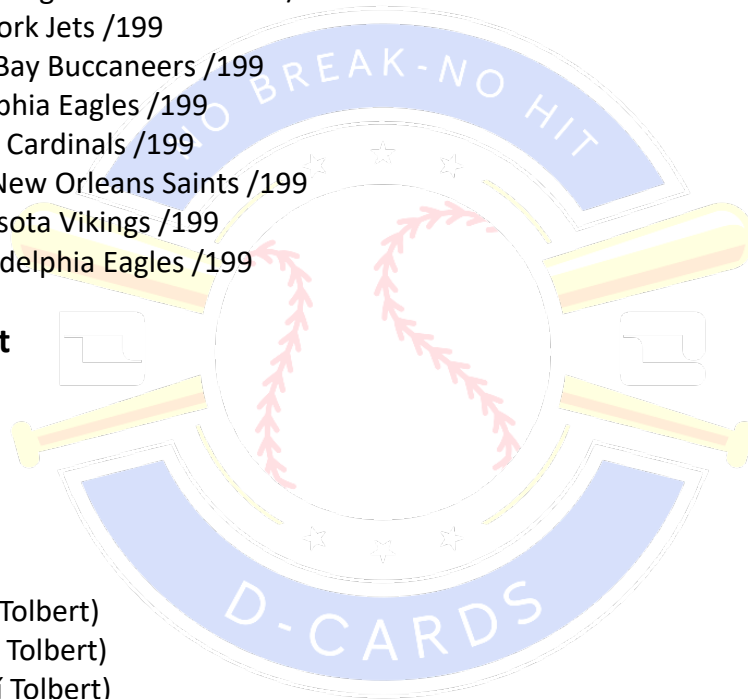 ork Jets /199
Bay Buccaneers /199
phia Eagles /199
Cardinals /199
New Orleans Saints /199
sota Vikings /199
delphia Eagles /199
t
NO BREAK-NO HIT
D
C
Tolbert)
Tolbert)
í Tolbert)
D-CARDS